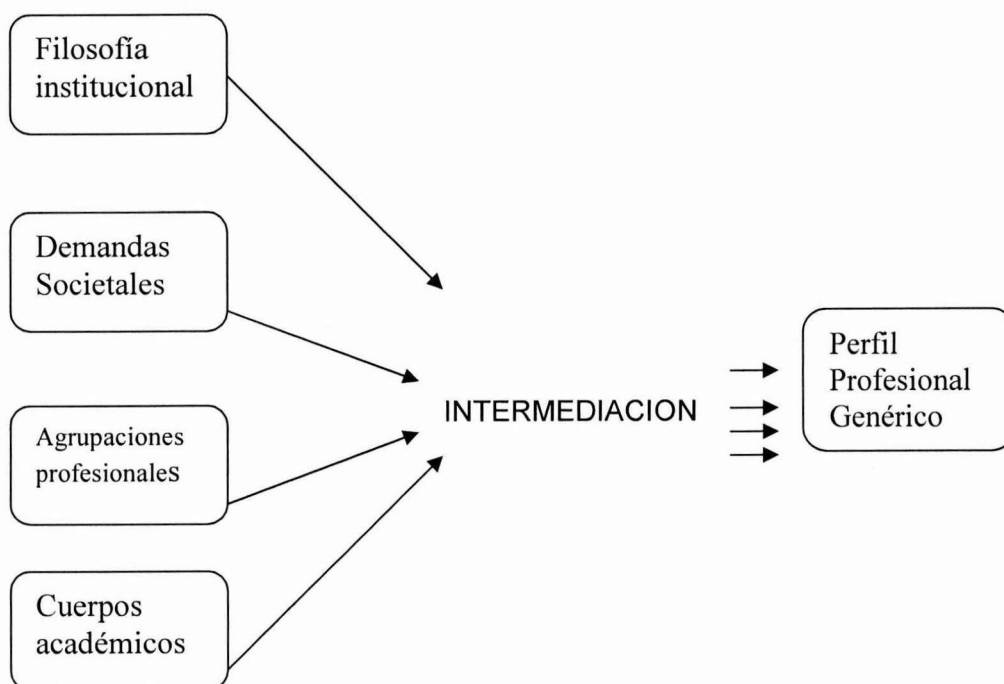 Filosofía
institucional
Demandas
Societales
Agrupaciones
profesionales
Cuerpos
académicos
INTERMEDIACION
Perfil
Profesional
Genérico